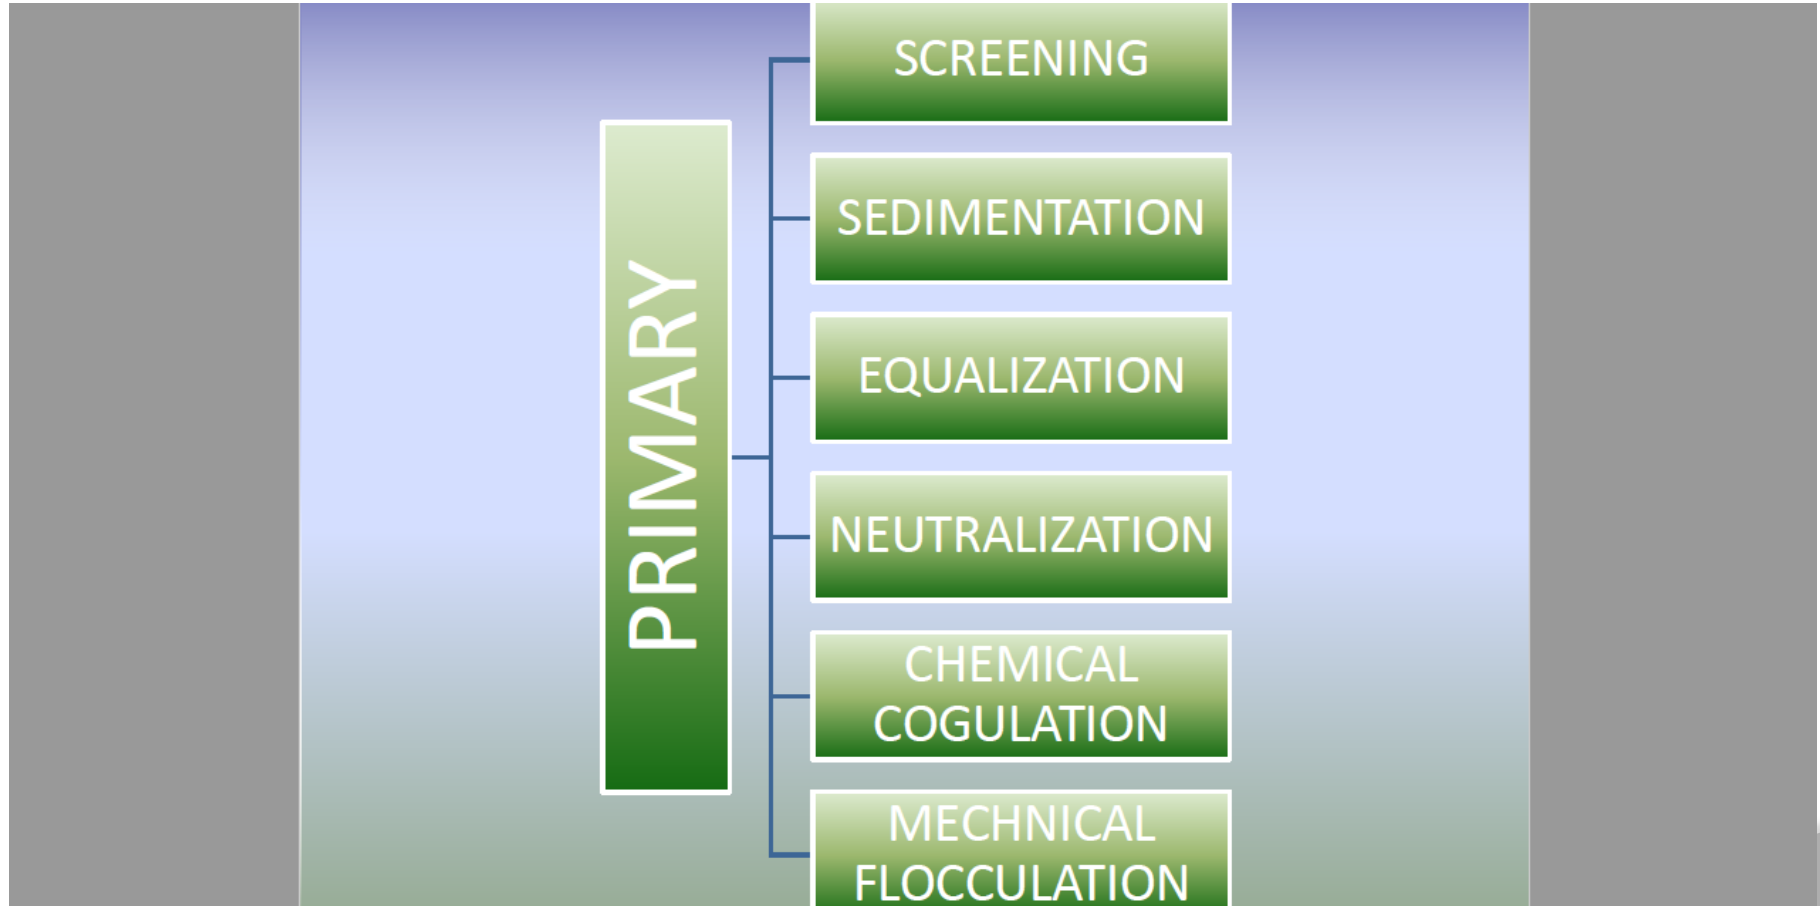 PRIMARY
SCREENING
SEDIMENTATION
EQUALIZATION
NEUTRALIZATION
CHEMICAL
COGULATION
MECHNICAL
FLOCCULATION